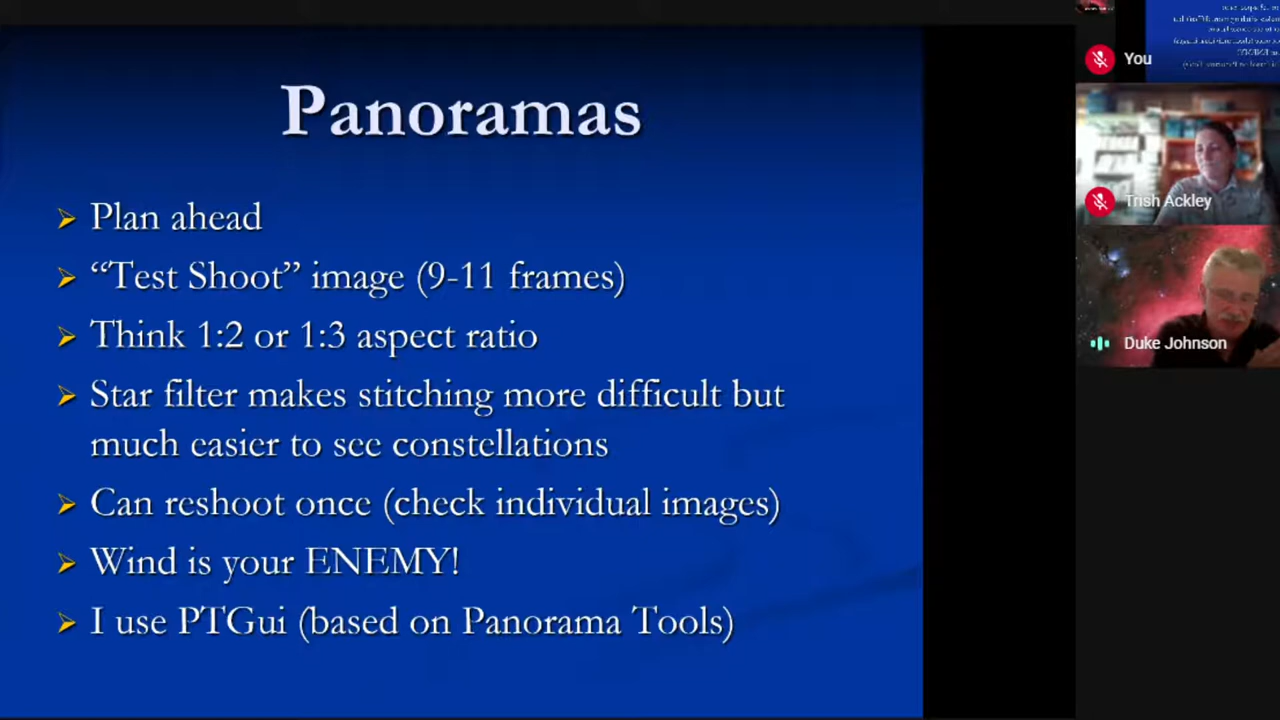 Panoramas
Plan ahead
“Test Shoot” image (9-11 frames)
Think 1:2 or 1:3 aspect ratio
Star filter makes stitching more difficult but
much easier to see constellations
Can reshoot once (check individual images)
Wind is your ENEMY!
I use PTGui (based on Panorama Tools)
You
Trish Ackley
Duke Johnson